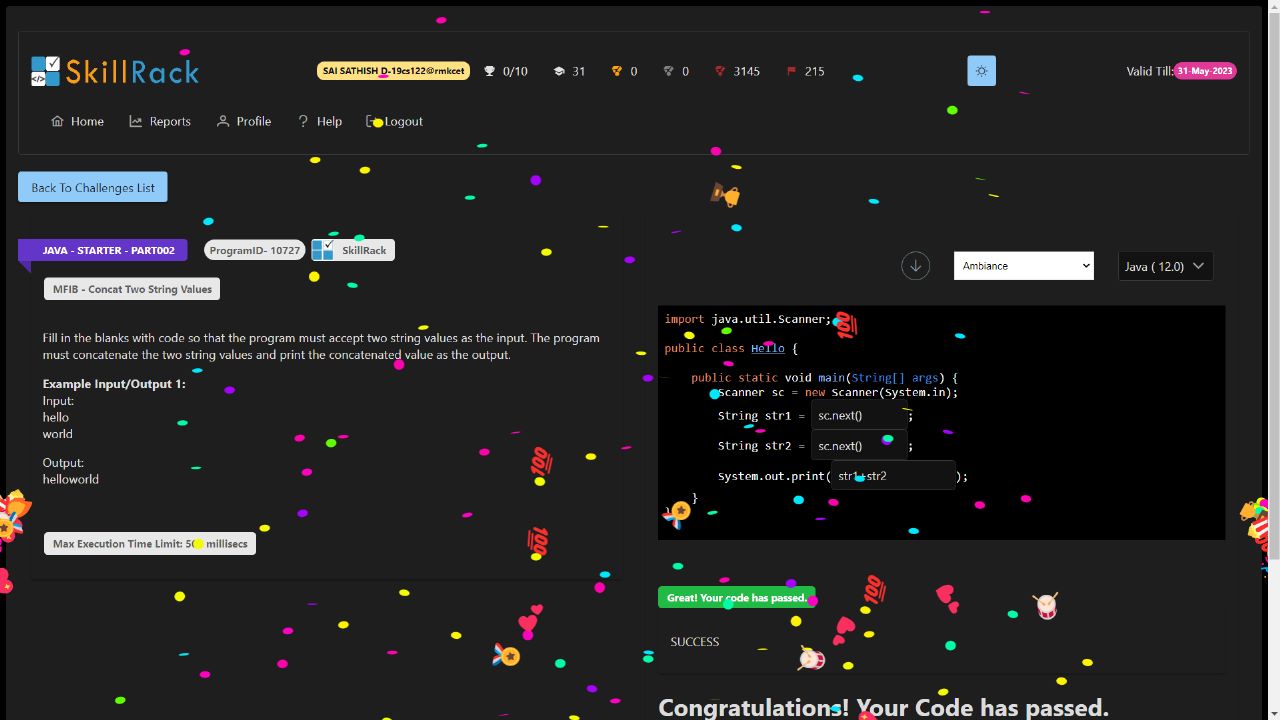 SkillRack
SAI SATHISH D-19cs122@rmkcet
0/10
31
0
0
3145
215
Valid Till:31-May-2023
Home
Reports
Profile
Help
Logout
Back To Challenges List
JAVA - STARTER - PART002
ProgramID- 10727
SkillRack
MFIB - Concat Two String Values
Fill in the blanks with code so that the program must accept two string values as the input. The program
must concatenate the two string values and print the concatenated value as the output.
Example Input/Output 1:
Input:
hello
world
Output:
helloworld
Max Execution Time Limit: millisecs
Ambiance
Java ( 12.0)
import java.util.Scanner;
public class Hello {
public static void main(String[] args) {
Scanner sc = new Scanner(System.in);
String str1 = sc.next() ;
String str2 = sc.next() ;
System.out.print( str1+str2 );
}
}
100
100
100
100
Great! Your code has passed.
SUCCESS
Congratulations! Your Code has passed.